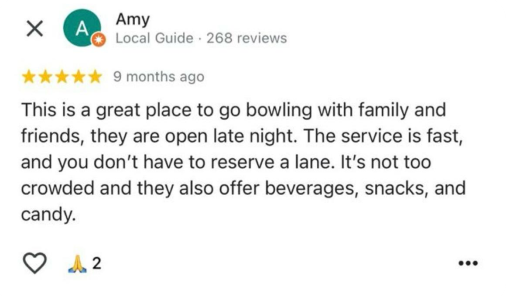 A
Amy
Local Guide · 268 reviews
9 months ago
This is a great place to go bowling with family and
friends, they are open late night. The service is fast,
and you don’t have to reserve a lane. It’s not too
crowded and they also offer beverages, snacks, and
candy.
🙏 2